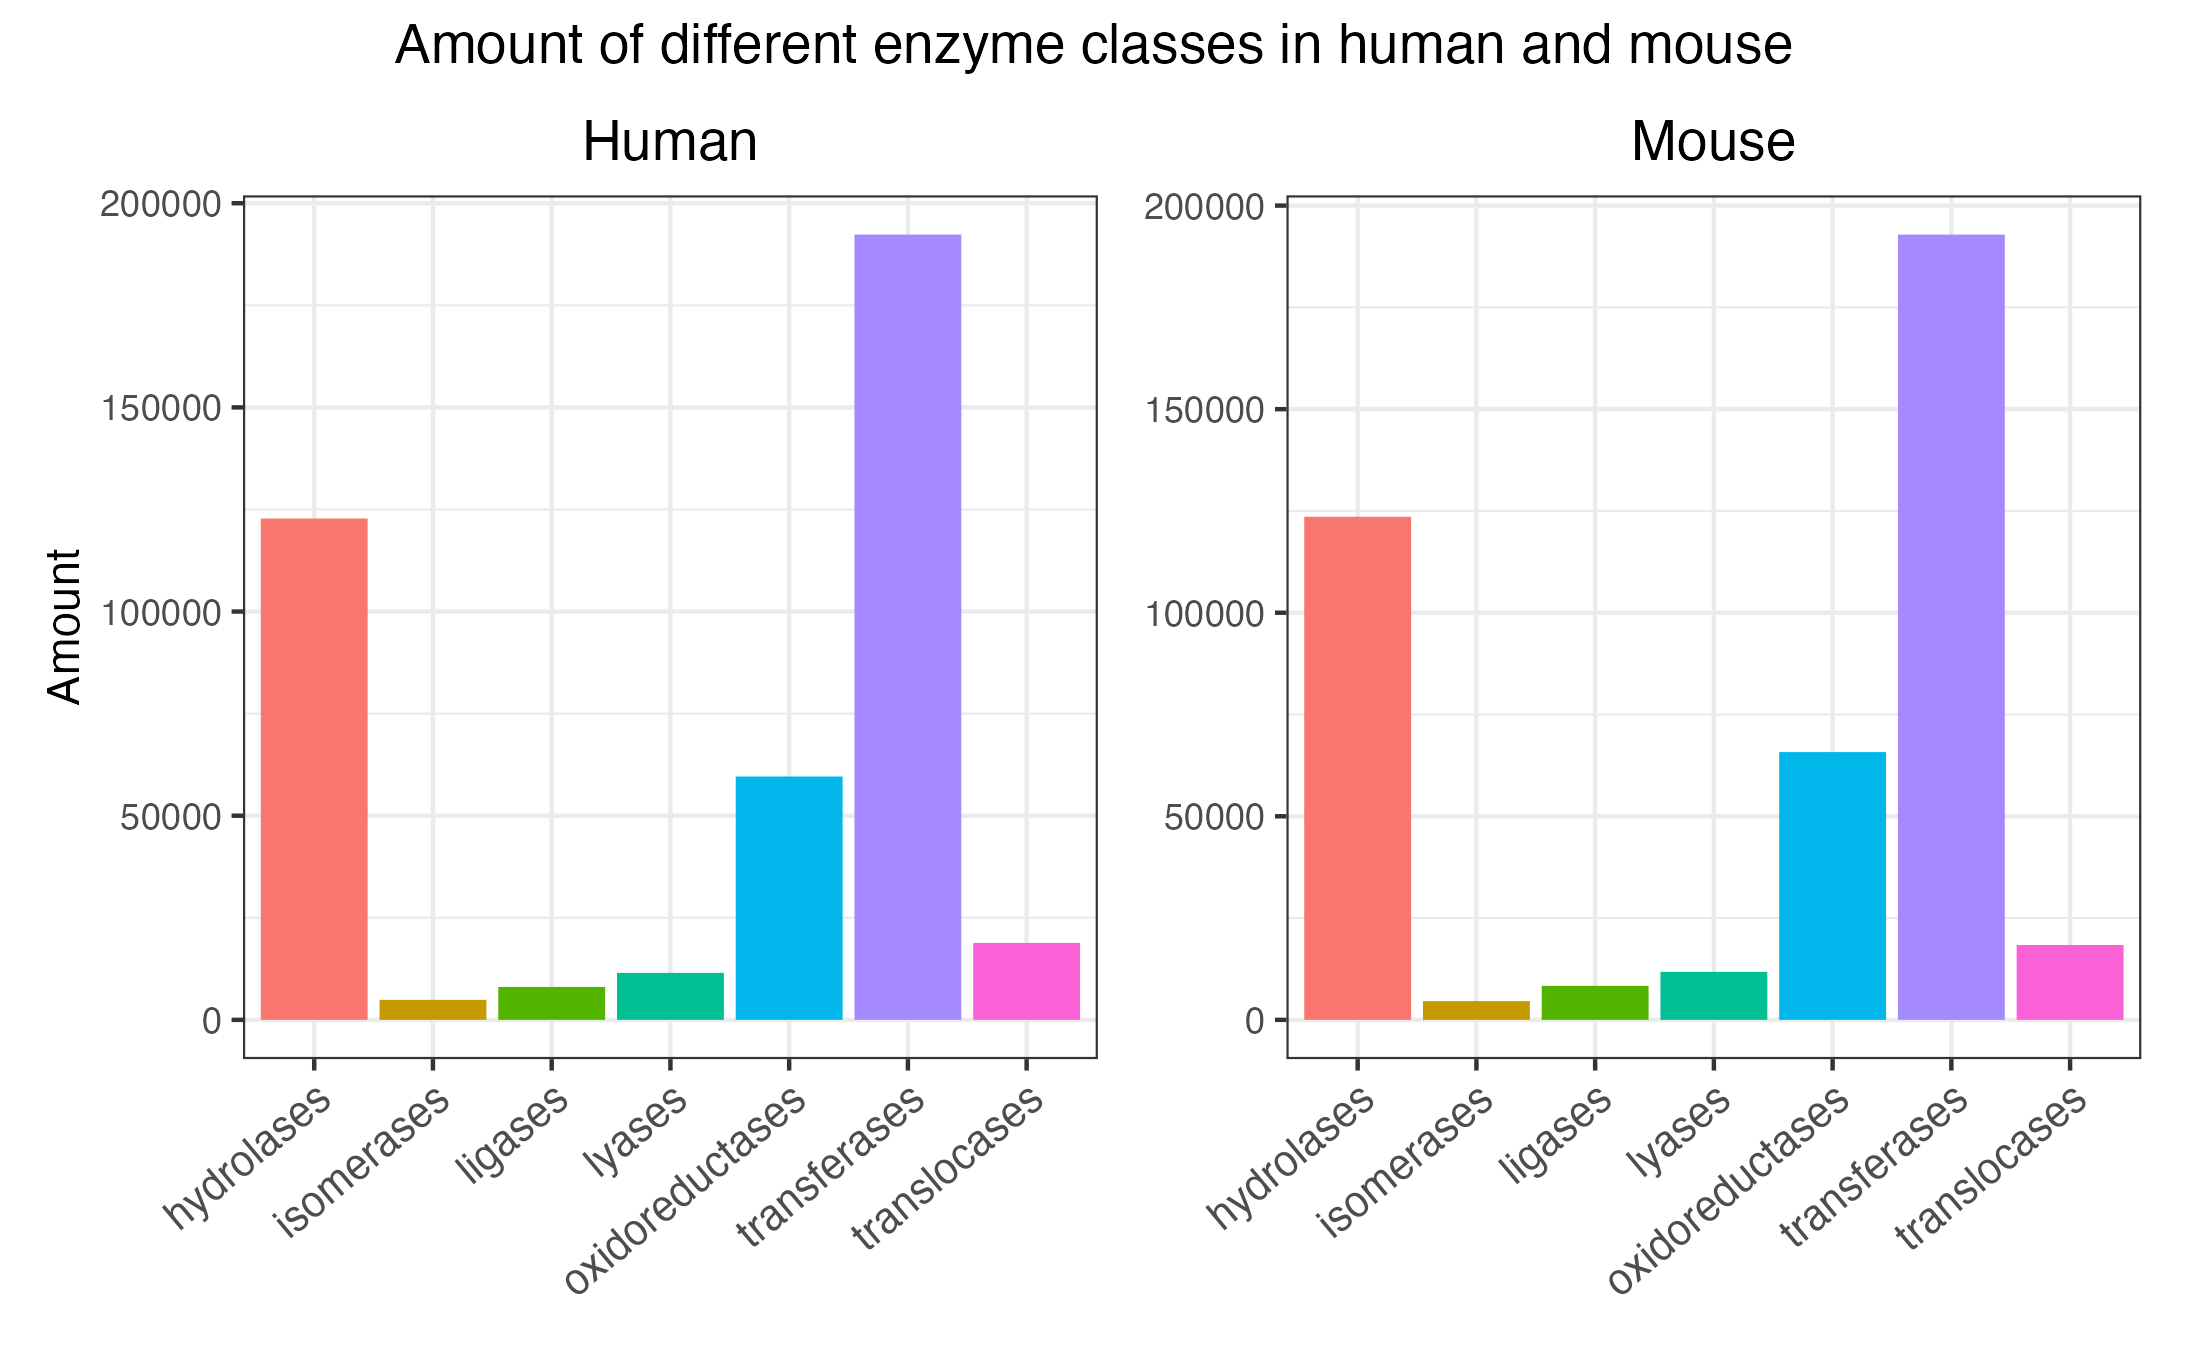 Amount of different enzyme classes in human and mouse
Human
Mouse
Amount
200000
150000
100000
50000
0
hydrolases
isomerases
ligases
lyases
oxidoreductases
transferases
translocases
200000
150000
100000
50000
0
hydrolases
isomerases
ligases
lyases
oxidoreductases
transferases
translocases